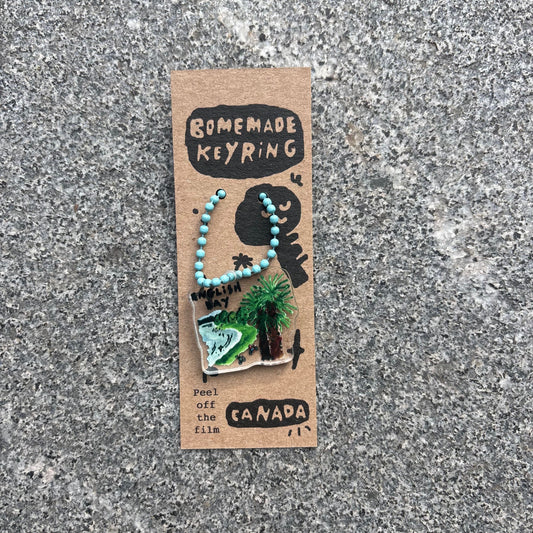 BOMEMADE
KEYRING
ENGLISH
BAY
Peel
off
the
film
CANADA